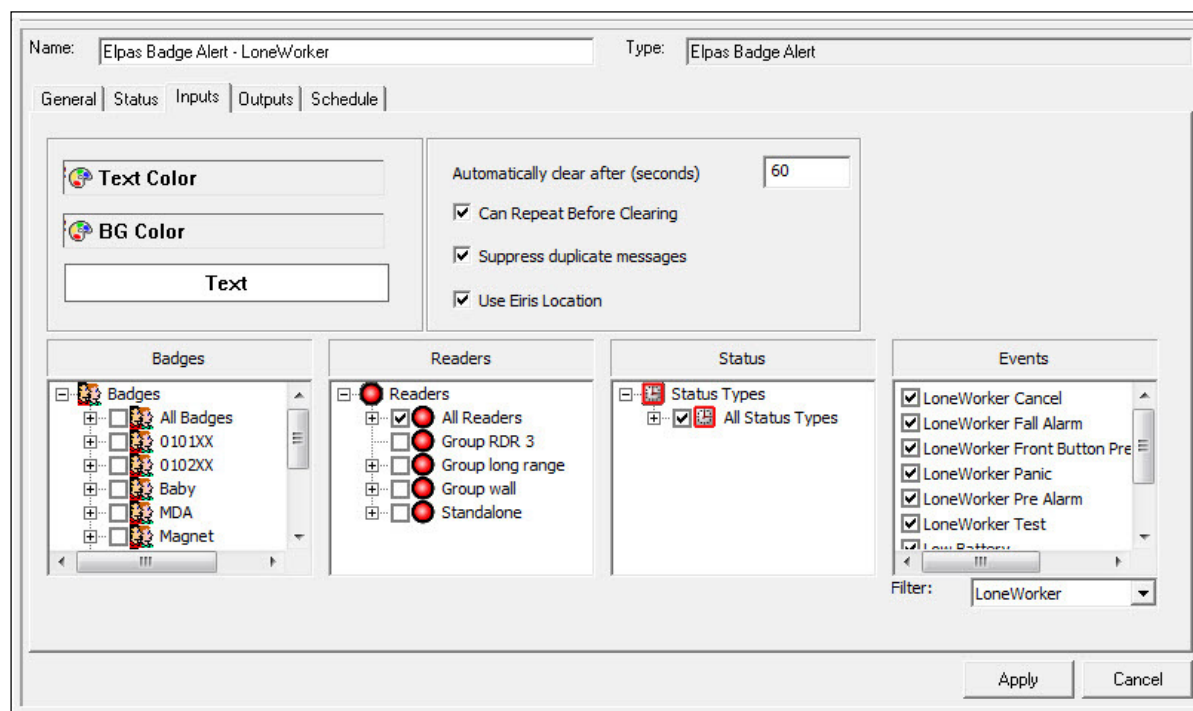 Name: Elpas Badge Alert - LoneWorker Type: Elpas Badge Alert
General Status Inputs Outputs Schedule
Text Color
BG Color
Text
Automatically clear after (seconds) 60
Can Repeat Before Clearing
Suppress duplicate messages
Use Eiris Location
Badges
Badges
All Badges
0101XX
0102XX
Baby
MDA
Magnet
Readers
Readers
All Readers
Group RDR 3
Group long range
Group wall
Standalone
Status
Status Types
All Status Types
Events
LoneWorker Cancel
LoneWorker Fall Alarm
LoneWorker Front Button Pre
LoneWorker Panic
LoneWorker Pre Alarm
LoneWorker Test
Low Battery
Filter: LoneWorker
Apply Cancel